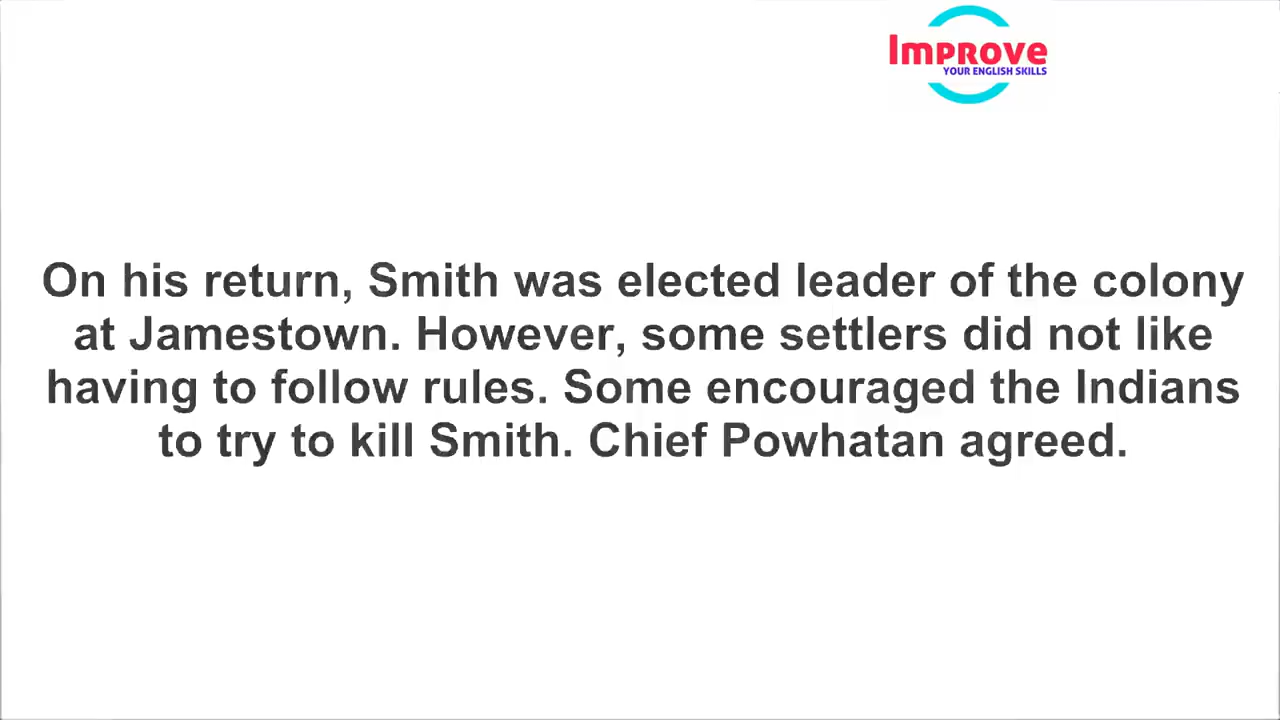 Improve
YOUR ENGLISH SKILLS
On his return, Smith was elected leader of the colony
at Jamestown. However, some settlers did not like
having to follow rules. Some encouraged the Indians
to try to kill Smith. Chief Powhatan agreed.